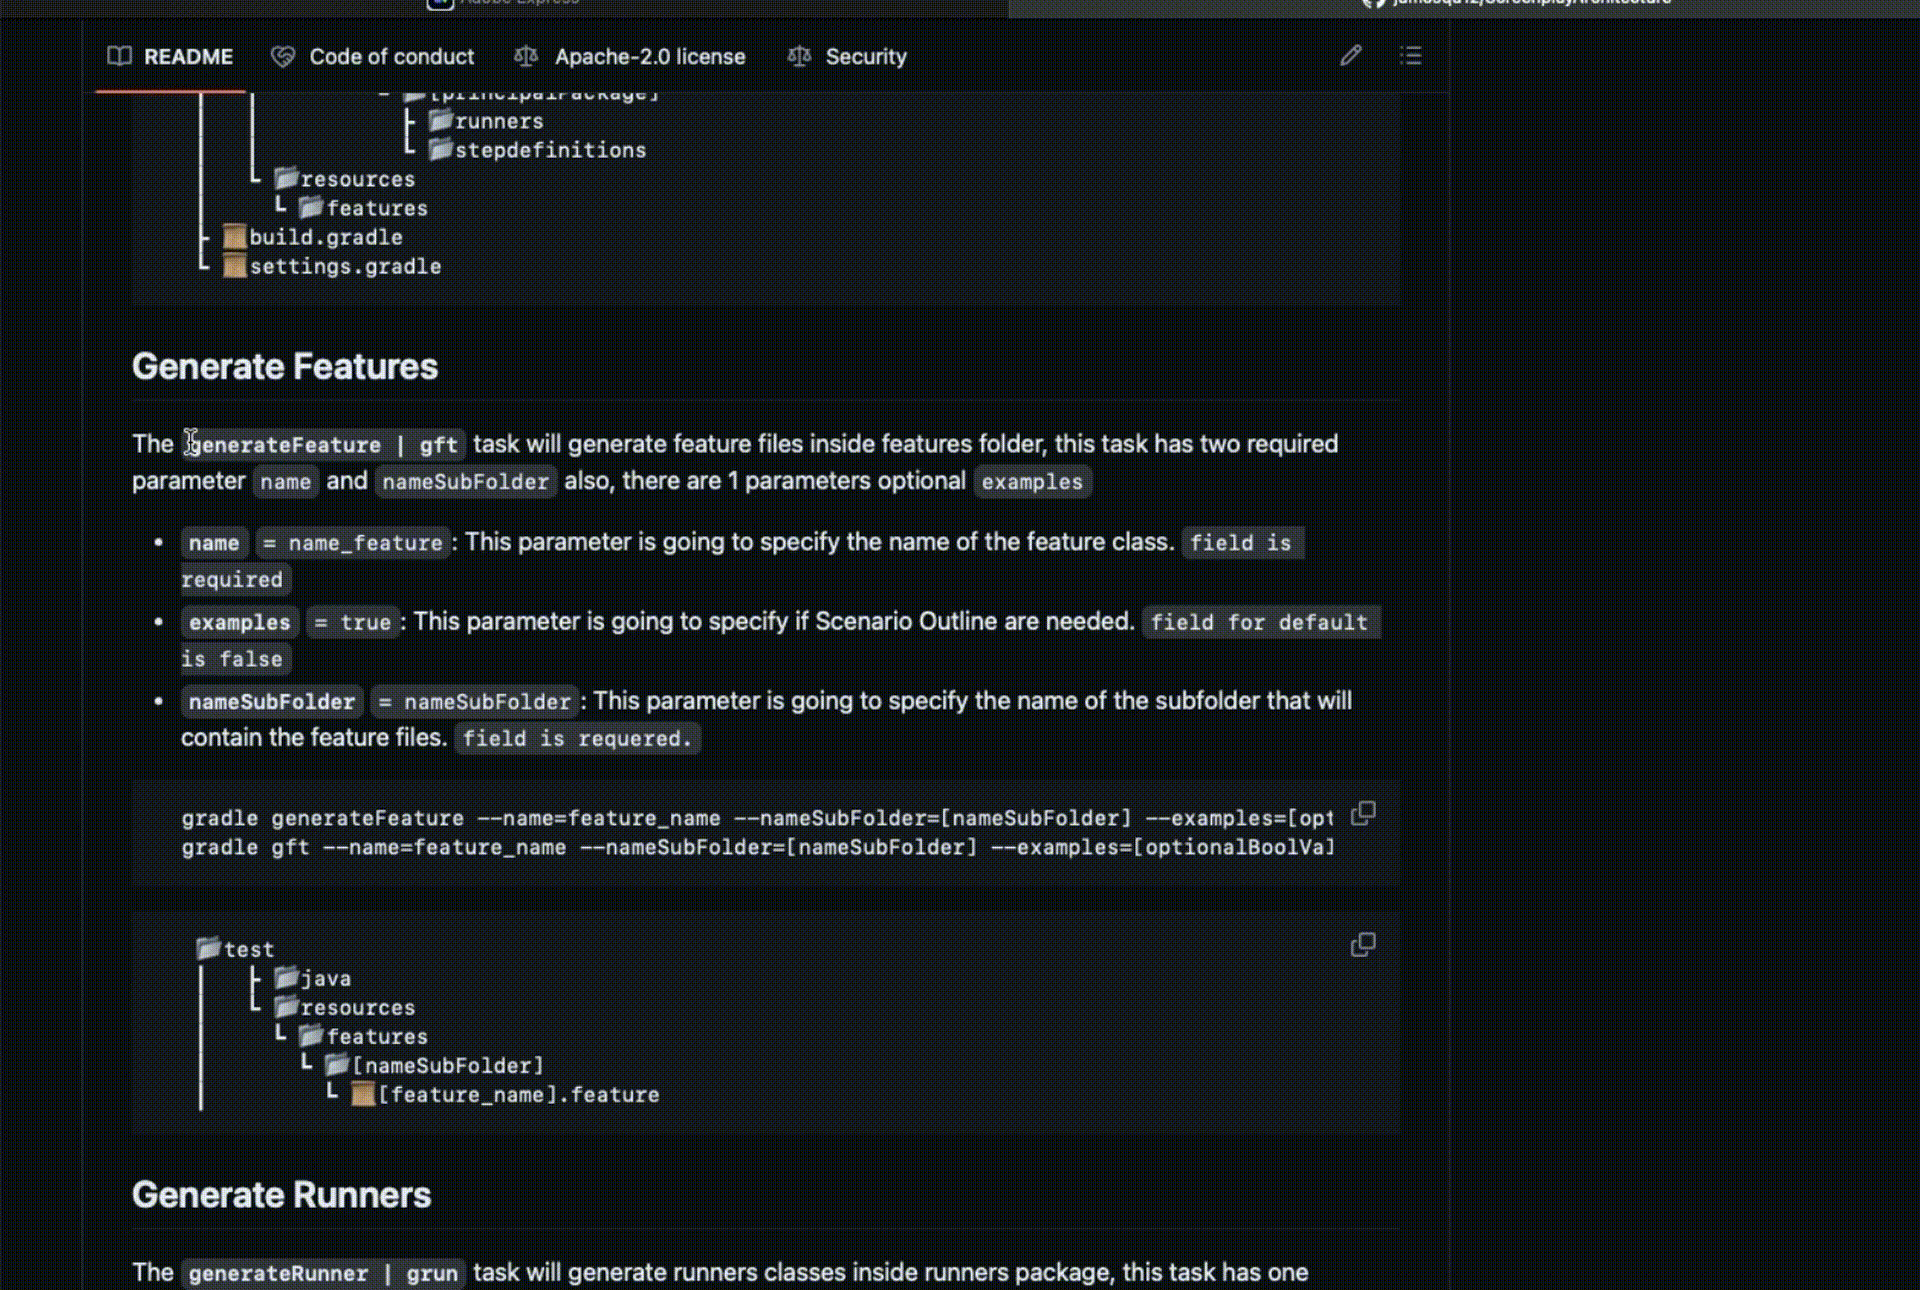 Adobe Express
README Code of conduct Apache-2.0 license Security
[principalPackage]
runners
stepdefinitions
resources
features
build.gradle
settings.gradle
Generate Features
The generateFeature | gft task will generate feature files inside features folder, this task has two required
parameter name and nameSubFolder also, there are 1 parameters optional examples
• name = name_feature: This parameter is going to specify the name of the feature class. field is
required
• examples = true: This parameter is going to specify if Scenario Outline are needed. field for default
is false
• nameSubFolder = nameSubFolder: This parameter is going to specify the name of the subfolder that will
contain the feature files. field is requered.
gradle generateFeature --name=feature_name --nameSubFolder=[nameSubFolder] --examples=[opt
gradle gft --name=feature_name --nameSubFolder=[nameSubFolder] --examples=[optionalBoolVal
test
java
resources
features
[nameSubFolder]
[feature_name].feature
Generate Runners
The generateRunner | grun task will generate runners classes inside runners package, this task has one